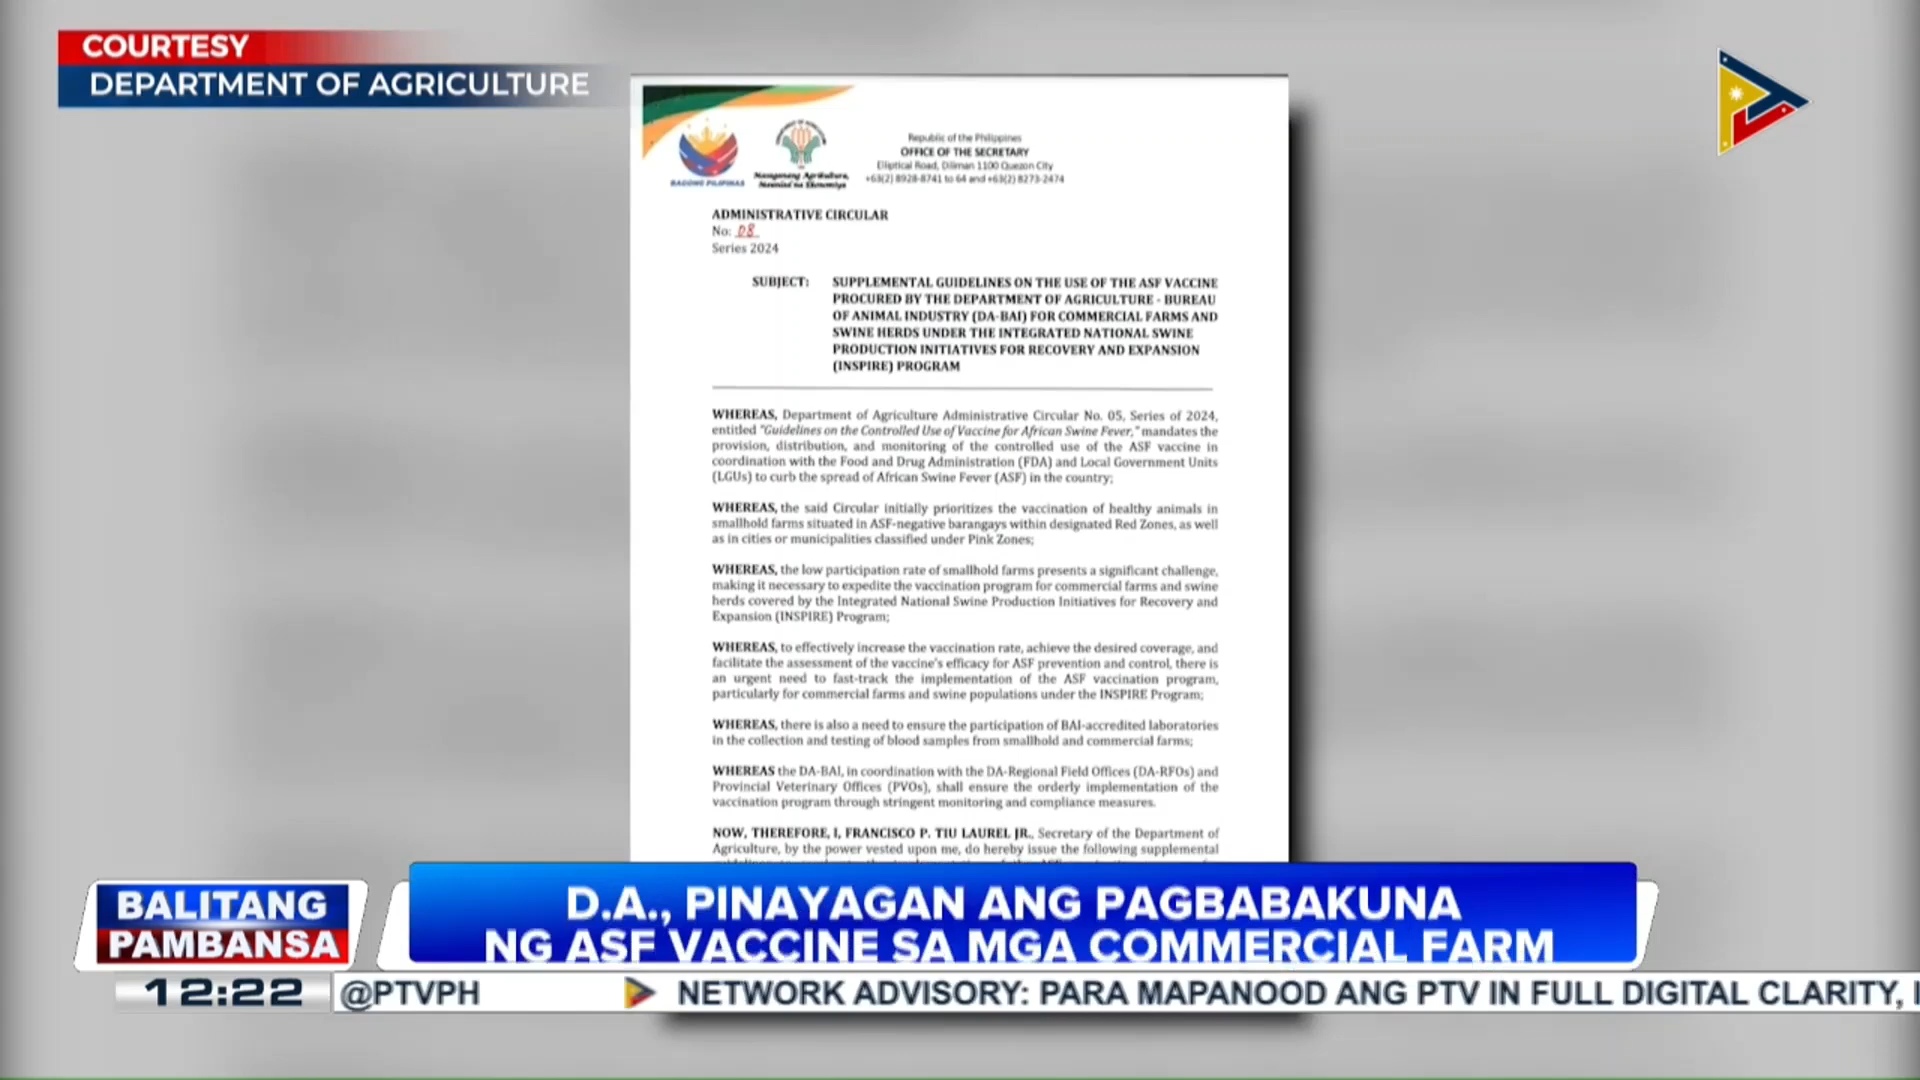 COURTESY
DEPARTMENT OF AGRICULTURE
BAGONG PILIPINAS
Republic of the Philippines
OFFICE OF THE SECRETARY
Elliptical Road, Diliman 1100 Quezon City
+63(2) 8928-8741 to 64 and +63(2) 8273-2474
ADMINISTRATIVE CIRCULAR
No: 08
Series 2024
SUBJECT: SUPPLEMENTAL GUIDELINES ON THE USE OF THE ASF VACCINE
PROCURED BY THE DEPARTMENT OF AGRICULTURE - BUREAU
OF ANIMAL INDUSTRY (DA-BAI) FOR COMMERCIAL FARMS AND
SWINE HERDS UNDER THE INTEGRATED NATIONAL SWINE
PRODUCTION INITIATIVES FOR RECOVERY AND EXPANSION
(INSPIRE) PROGRAM
WHEREAS, Department of Agriculture Administrative Circular No. 05, Series of 2024,
entitled "Guidelines on the Controlled Use of Vaccine for African Swine Fever," mandates the
provision, distribution, and monitoring of the controlled use of the ASF vaccine in
coordination with the Food and Drug Administration (FDA) and Local Government Units
(LGUs) to curb the spread of African Swine Fever (ASF) in the country;
WHEREAS, the said Circular initially prioritizes the vaccination of healthy animals in
smallhold farms situated in ASF-negative barangays within designated Red Zones, as well
as in cities or municipalities classified under Pink Zones;
WHEREAS, the low participation rate of smallhold farms presents a significant challenge,
making it necessary to expedite the vaccination program for commercial farms and swine
herds covered by the Integrated National Swine Production Initiatives for Recovery and
Expansion (INSPIRE) Program;
WHEREAS, to effectively increase the vaccination rate, achieve the desired coverage, and
facilitate the assessment of the vaccine's efficacy for ASF prevention and control, there is
an urgent need to fast-track the implementation of the ASF vaccination program,
particularly for commercial farms and swine populations under the INSPIRE Program;
WHEREAS, there is also a need to ensure the participation of BAI-accredited laboratories
in the collection and testing of blood samples from smallhold and commercial farms;
WHEREAS the DA-BAI, in coordination with the DA-Regional Field Offices (DA-RFOs) and
Provincial Veterinary Offices (PVOs), shall ensure the orderly implementation of the
vaccination program through stringent monitoring and compliance measures.
NOW, THEREFORE, I, FRANCISCO P. TIU LAUREL JR., Secretary of the Department of
Agriculture, by the power vested upon me, do hereby issue the following supplemental
BALITANG
PAMBANSA
D.A., PINAYAGAN ANG PAGBABAKUNA
NG ASF VACCINE SA MGA COMMERCIAL FARM
12:22
@PTVPH
NETWORK ADVISORY: PARA MAPANOOD ANG PTV IN FULL DIGITAL CLARITY,